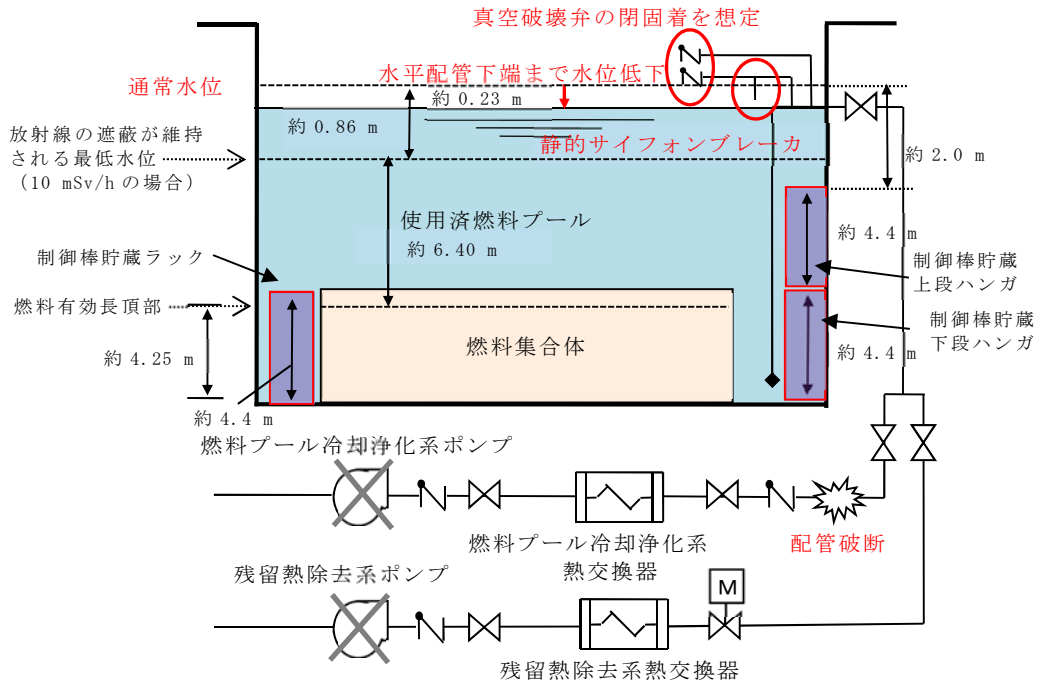 真空破壊弁の閉固着を想定
通常水位
水平配管下端まで水位低下
約 0.23 m
約 0.86 m
放射線の遮蔽が維持
される最低水位
（10 mSv/h の場合）
静的サイフォンブレーカ
約 2.0 m
使用済燃料プール
約 6.40 m
約 4.4 m
制御棒貯蔵ラック
制御棒貯蔵
上段ハンガ
燃料有効長頂部
制御棒貯蔵
下段ハンガ
燃料集合体
約 4.25 m
約 4.4 m
約 4.4 m
燃料プール冷却浄化系ポンプ
燃料プール冷却浄化系
熱交換器
配管破断
残留熱除去系ポンプ
M
残留熱除去系熱交換器